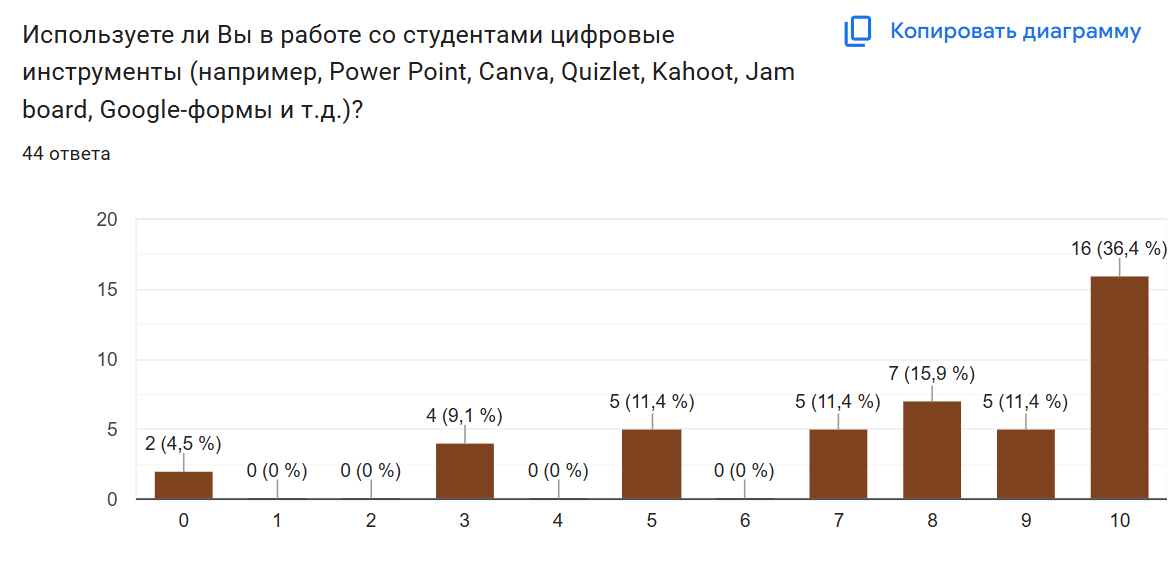 Используете ли Вы в работе со студентами цифровые
Копировать диаграмму
инструменты (например, Power Point, Canva, Quizlet, Kahoot, Jam
board, Google-формы и т.д.)?
44 ответа
20
16 (36,4 %)
15
10
7 (15,9 %)
5 (11,4 %)
5 (11,4 %)
5 (11,4 %)
4 (9,1 %)
5
2 (4,5 %)
0 (0 %)
0 (0 %)
0 (0 %)
0 (0 %)
0
0 1 2 3 4 5 6 7 8 9 10